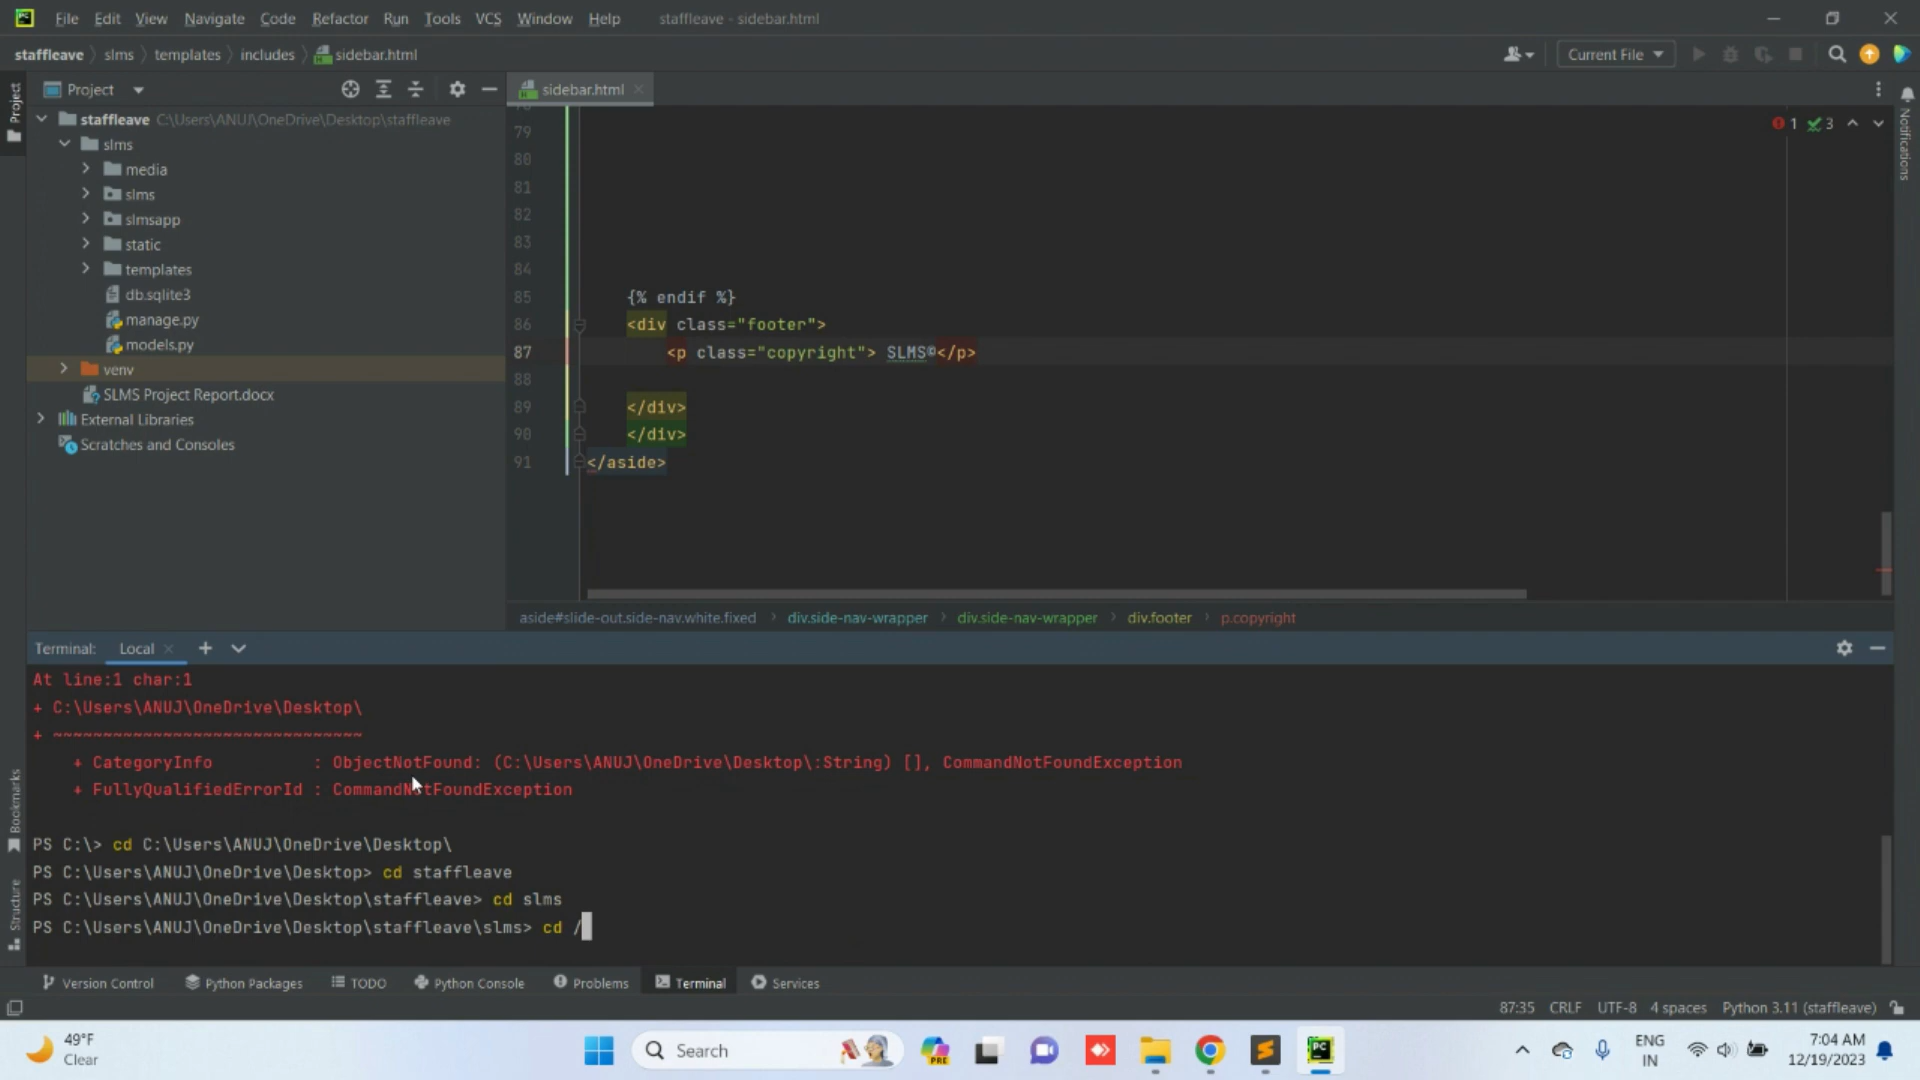 File Edit View Navigate Code Refactor Run Tools VCS Window Help staffleave - sidebar.html
staffleave slms templates includes sidebar.html
Current File
Project
sidebar.html
Project
Notifications
staffleave C:\Users\ANUJ\OneDrive\Desktop\staffleave
slms
media
slms
slmsapp
static
templates
db.sqlite3
manage.py
models.py
venv
SLMS Project Report.docx
External Libraries
Scratches and Consoles
1 3
79
80
81
82
83
84
85 {% endif %}
86 <div class="footer">
87 <p class="copyright"> SLMS©</p>
88
89 </div>
90 </div>
91 </aside>
aside#slide-out.side-nav.white.fixed div.side-nav-wrapper div.side-nav-wrapper div.footer p.copyright
Terminal: Local
At line:1 char:1
+ C:\Users\ANUJ\OneDrive\Desktop\
+ ~~~~~~~~~~~~~~~~~~~~~~~~~~~~~~~
+ CategoryInfo : ObjectNotFound: (C:\Users\ANUJ\OneDrive\Desktop\:String) [], CommandNotFoundException
+ FullyQualifiedErrorId : CommandNotFoundException
PS C:\> cd C:\Users\ANUJ\OneDrive\Desktop\
PS C:\Users\ANUJ\OneDrive\Desktop> cd staffleave
PS C:\Users\ANUJ\OneDrive\Desktop\staffleave> cd slms
PS C:\Users\ANUJ\OneDrive\Desktop\staffleave\slms> cd /
Bookmarks
Structure
Version Control Python Packages TODO Python Console Problems Terminal Services
87:35 CRLF UTF-8 4 spaces Python 3.11 (staffleave)
49°F
Clear
Search
PRE
PC
ENG
IN
7:04 AM
12/19/2023